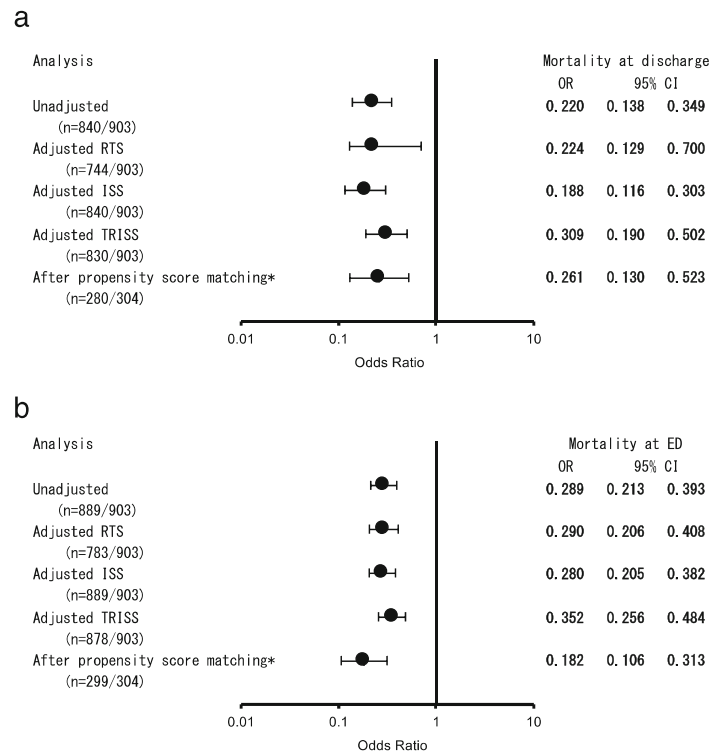 a
Analysis Mortality at discharge
OR 95% CI
Unadjusted 0.220 0.138 0.349
(n=840/903)
Adjusted RTS 0.224 0.129 0.700
(n=744/903)
Adjusted ISS 0.188 0.116 0.303
(n=840/903)
Adjusted TRISS 0.309 0.190 0.502
(n=830/903)
After propensity score matching* 0.261 0.130 0.523
(n=280/304)
0.01 0.1 1 10
Odds Ratio
b
Analysis Mortality at ED
OR 95% CI
Unadjusted 0.289 0.213 0.393
(n=889/903)
Adjusted RTS 0.290 0.206 0.408
(n=783/903)
Adjusted ISS 0.280 0.205 0.382
(n=889/903)
Adjusted TRISS 0.352 0.256 0.484
(n=878/903)
After propensity score matching* 0.182 0.106 0.313
(n=299/304)
0.01 0.1 1 10
Odds Ratio